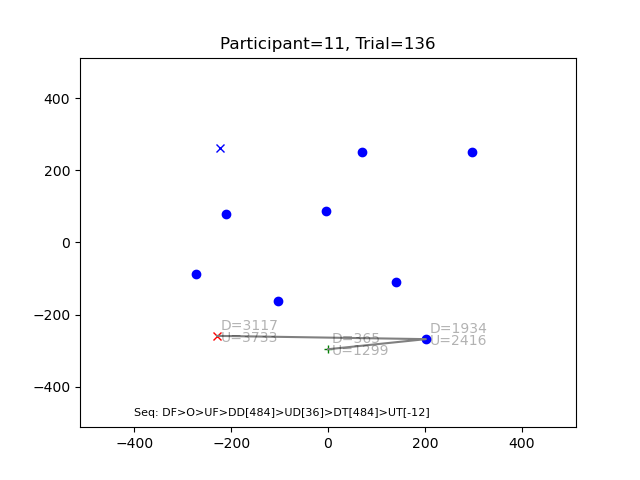 Participant=11, Trial=136
400
200
0
−200
−400
D=3117
U=3733
D=365
U=1299
D=1934
U=2416
Seq: DF>O>UF>DD[484]>UD[36]>DT[484]>UT[-12]
−400
−200
0
200
400